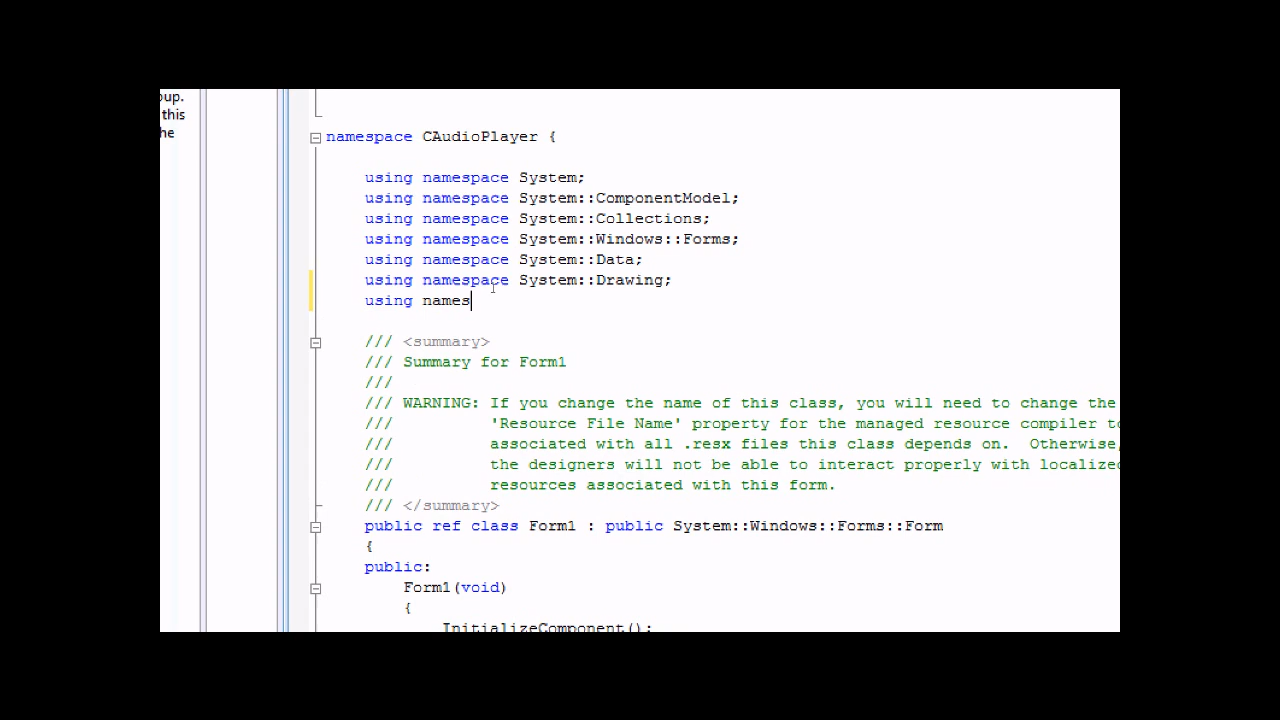 oup.
this
he
namespace CAudioPlayer {
using namespace System;
using namespace System::ComponentModel;
using namespace System::Collections;
using namespace System::Windows::Forms;
using namespace System::Data;
using namespace System::Drawing;
using names
/// <summary>
/// Summary for Form1
///
/// WARNING: If you change the name of this class, you will need to change the
///          'Resource File Name' property for the managed resource compiler to
///          associated with all .resx files this class depends on.  Otherwise,
///          the designers will not be able to interact properly with localized
///          resources associated with this form.
/// </summary>
public ref class Form1 : public System::Windows::Forms::Form
{
public:
Form1(void)
{
InitializeComponent();